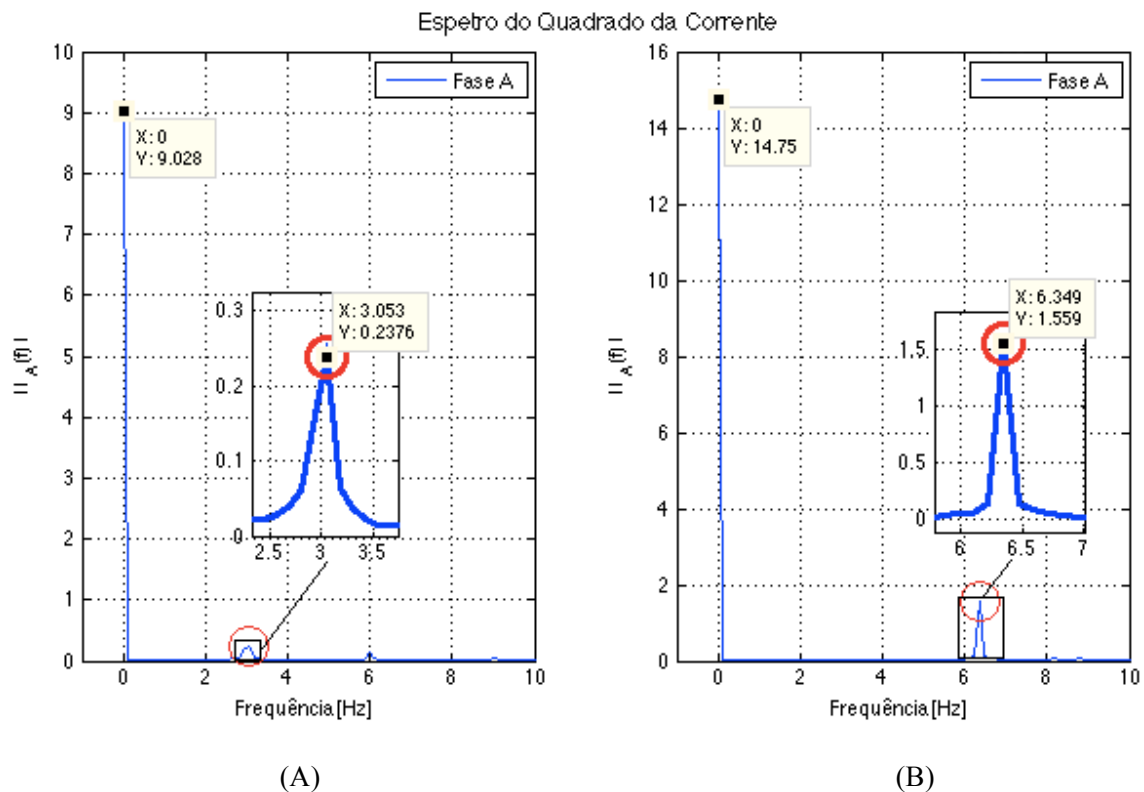 Espetro do Quadrado da Corrente
10
9
8
7
6
5
4
3
2
1
0
| I_A(f) |
Fase A
X: 0
Y: 9.028
X: 3.053
Y: 0.2376
0.3
0.2
0.1
0
2.5
3
3.5
0
2
4
6
8
10
Frequência[Hz]
(A)
16
14
12
10
8
6
4
2
0
| I_A(f) |
Fase A
X: 0
Y: 14.75
X: 6.349
Y: 1.559
1.5
1
0.5
0
6
6.5
7
0
2
4
6
8
10
Frequência[Hz]
(B)